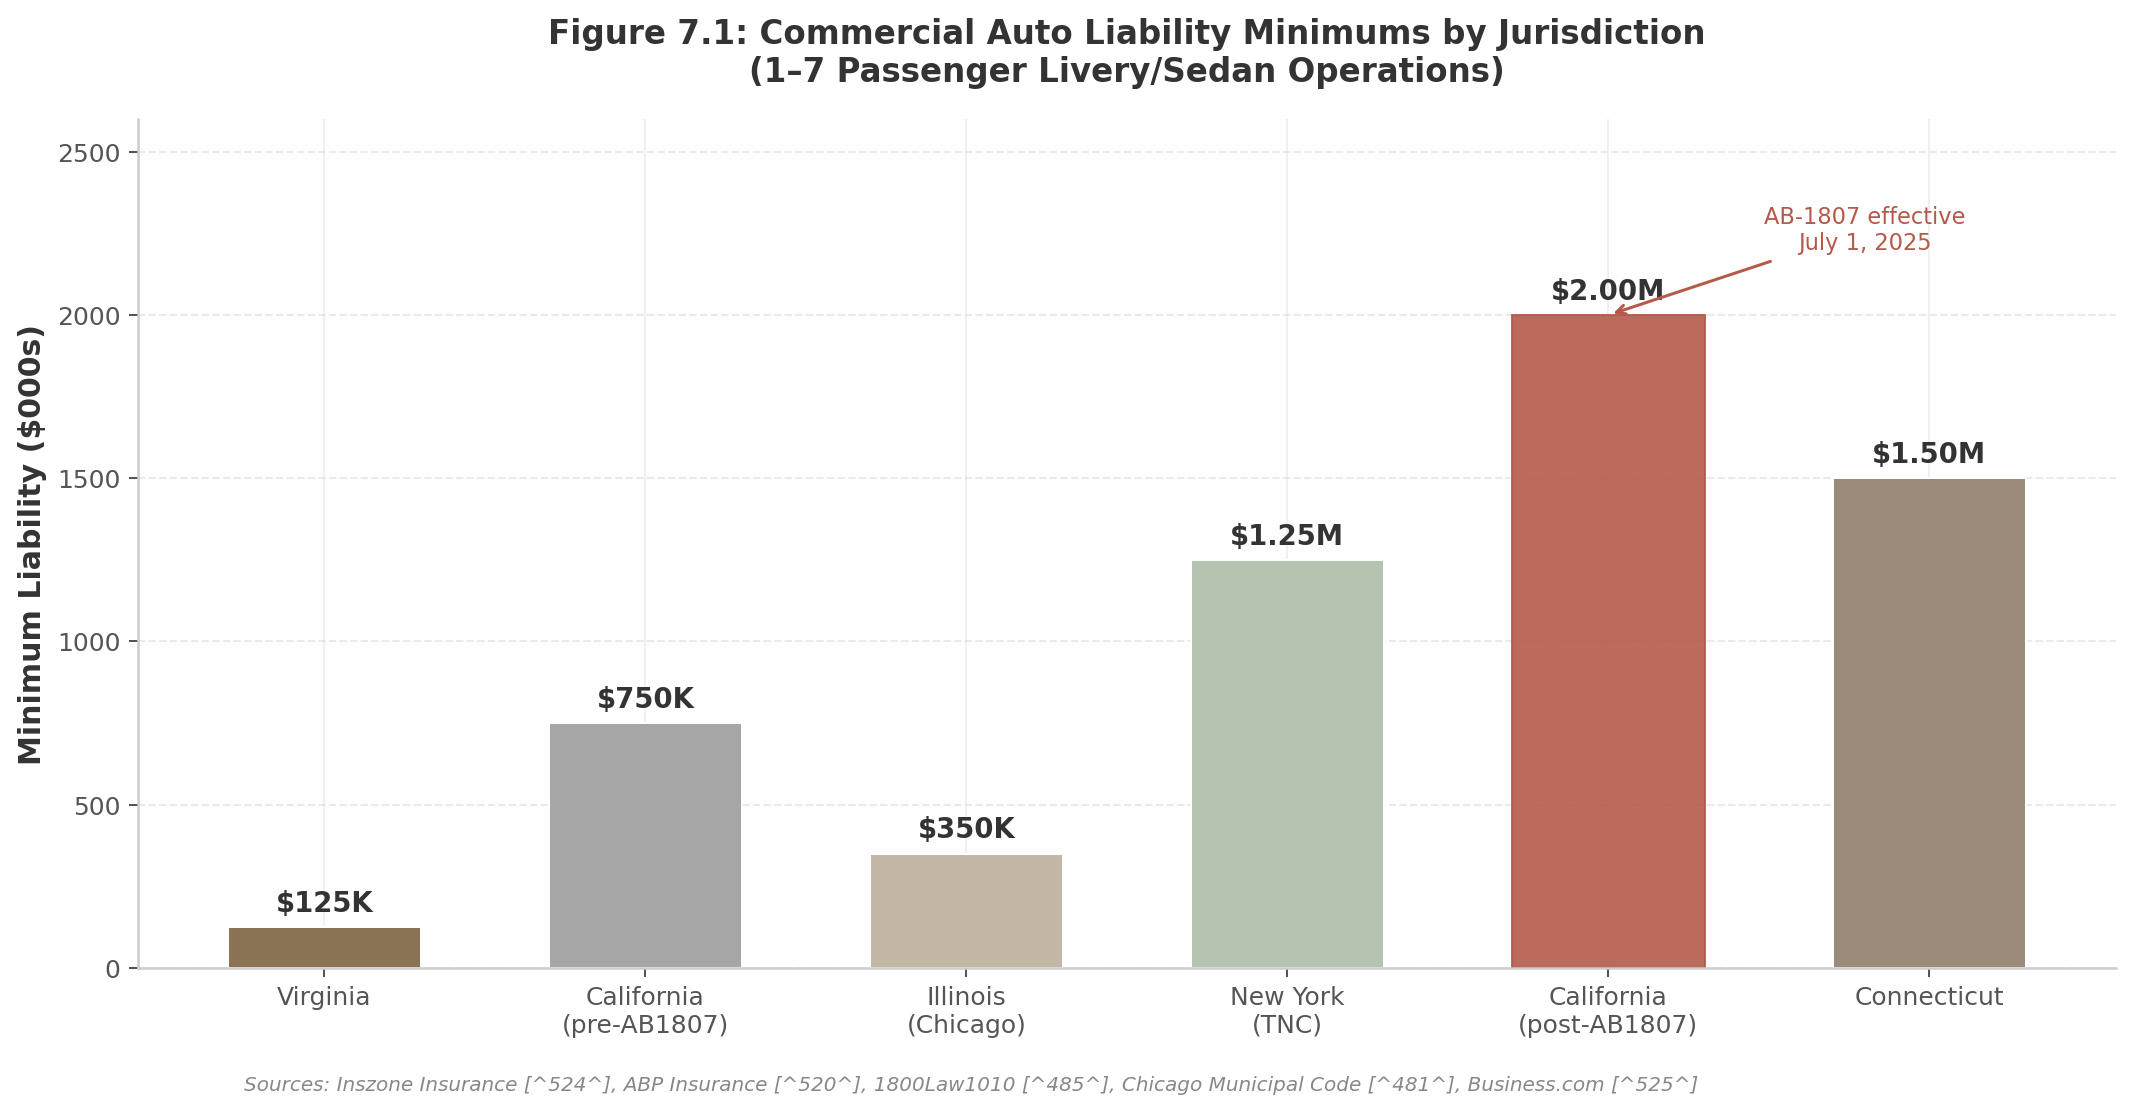 Figure 7.1: Commercial Auto Liability Minimums by Jurisdiction
(1–7 Passenger Livery/Sedan Operations)
Minimum Liability ($000s)
2500
2000
1500
1000
500
0
AB-1807 effective
July 1, 2025
$125K
$750K
$350K
$1.25M
$2.00M
$1.50M
Virginia
California
(pre-AB1807)
Illinois
(Chicago)
New York
(TNC)
California
(post-AB1807)
Connecticut
Sources: Inszone Insurance [^524^], ABP Insurance [^520^], 1800Law1010 [^485^], Chicago Municipal Code [^481^], Business.com [^525^]